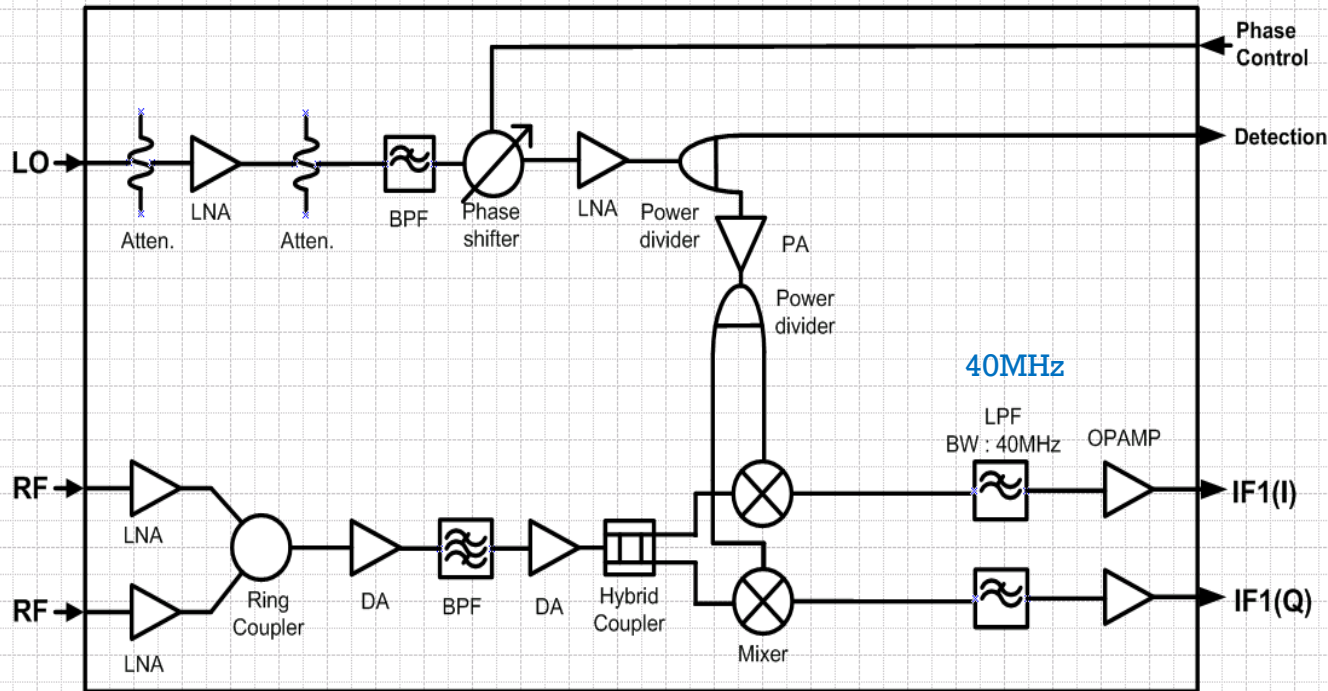 Phase
Control
Detection
LO
LNA
Atten.
Atten.
BPF
Phase
shifter
LNA
Power
divider
PA
Power
divider
40MHz
LPF
BW : 40MHz
OPAMP
RF
LNA
IF1(I)
RF
LNA
Ring
Coupler
DA
BPF
DA
Hybrid
Coupler
Mixer
IF1(Q)